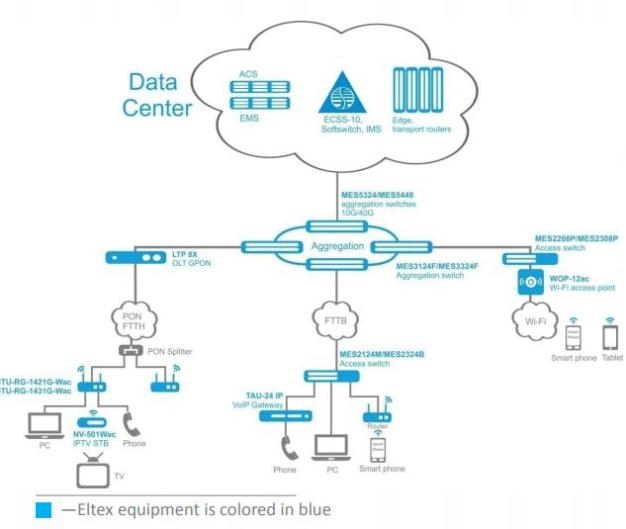 Data
Center
ACS
EMS
ECSS-10,
Softswitch, IMS
Edge,
transport routers
MES5324/MES5448
aggregation switches
10G/40G
Aggregation
MES3124F/MES3324F
Aggregation switch
LTP 8X
OLT GPON
MES2208P/MES2308P
Access switch
WOP-12ac
Wi-Fi access point
PON
FTTH
FTTB
Wi-Fi
Smart phone
Tablet
PON Splitter
NTU-RG-1421G-Wac
NTU-RG-1431G-Wac
MES2124M/MES2324B
Access switch
TAU-24 IP
VoIP Gateway
Router
PC
NV-501Wac
IPTV STB
Phone
TV
Phone
PC
Smart phone
—Eltex equipment is colored in blue